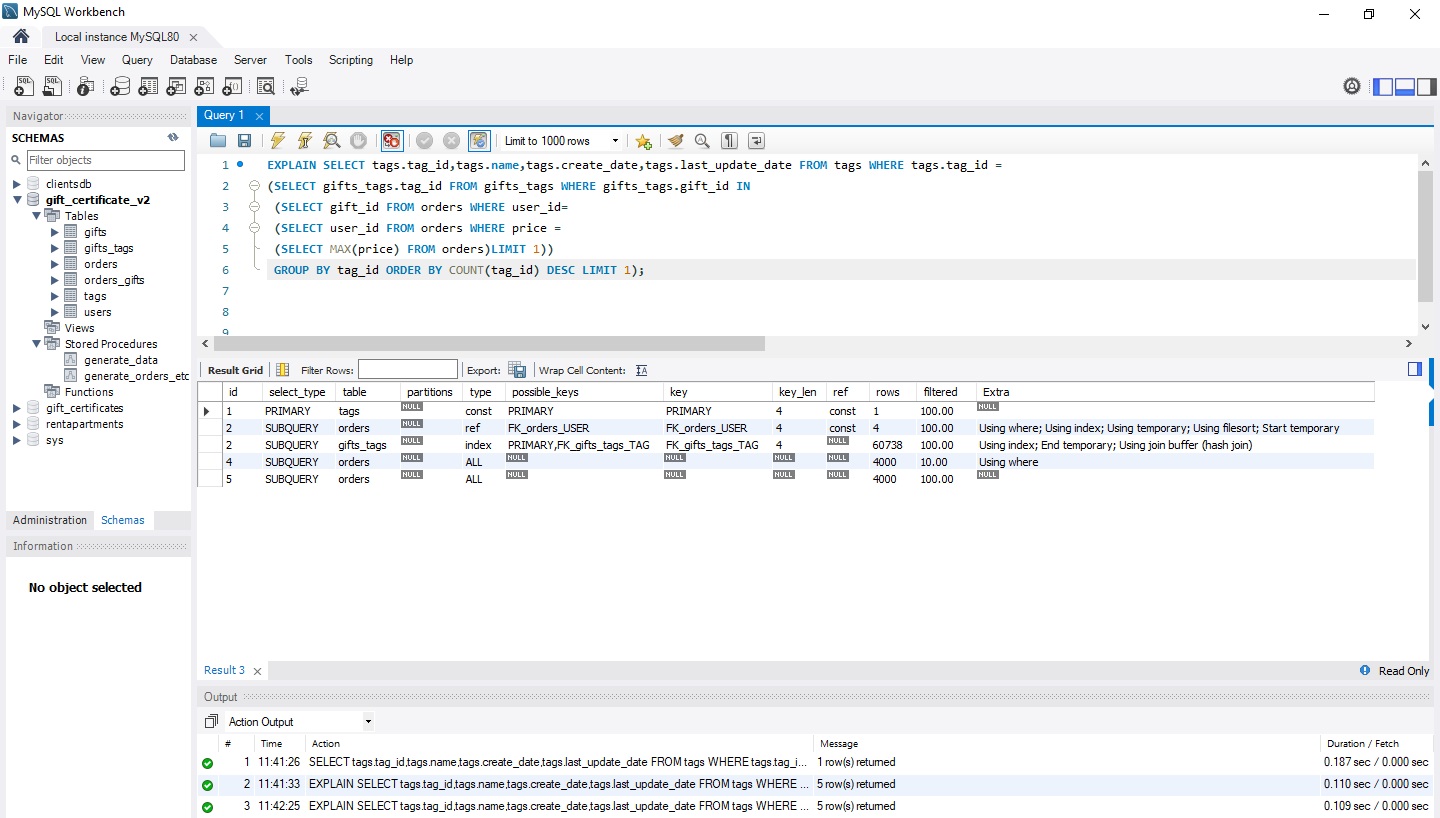 MySQL Workbench
Local instance MySQL80
File Edit View Query Database Server Tools Scripting Help
Navigator
SCHEMAS
Filter objects
clientsdb
gift_certificate_v2
Tables
gifts
gifts_tags
orders
orders_gifts
tags
users
Views
Stored Procedures
generate_data
generate_orders_etc
Functions
gift_certificates
rentapartments
sys
Administration Schemas
Information
No object selected
Query 1
Limit to 1000 rows
1 EXPLAIN SELECT tags.tag_id,tags.name,tags.create_date,tags.last_update_date FROM tags WHERE tags.tag_id =
2 (SELECT gifts_tags.tag_id FROM gifts_tags WHERE gifts_tags.gift_id IN
3 (SELECT gift_id FROM orders WHERE user_id=
4 (SELECT user_id FROM orders WHERE price =
5 (SELECT MAX(price) FROM orders)LIMIT 1))
6 GROUP BY tag_id ORDER BY COUNT(tag_id) DESC LIMIT 1);
7
8
9
Result Grid Filter Rows: Export: Wrap Cell Content:
id select_type table partitions type possible_keys key key_len ref rows filtered Extra
1 PRIMARY tags NULL const PRIMARY PRIMARY 4 const 1 100.00 NULL
2 SUBQUERY orders NULL ref FK_orders_USER FK_orders_USER 4 const 4 100.00 Using where; Using index; Using temporary; Using filesort; Start temporary
2 SUBQUERY gifts_tags NULL index PRIMARY,FK_gifts_tags_TAG FK_gifts_tags_TAG 4 NULL 60738 100.00 Using index; End temporary; Using join buffer (hash join)
4 SUBQUERY orders NULL ALL NULL NULL NULL NULL 4000 10.00 Using where
5 SUBQUERY orders NULL ALL NULL NULL NULL NULL 4000 100.00 NULL
Result 3
Read Only
Output
Action Output
# Time Action Message Duration / Fetch
1 11:41:26 SELECT tags.tag_id,tags.name,tags.create_date,tags.last_update_date FROM tags WHERE tags.tag_i... 1 row(s) returned 0.187 sec / 0.000 sec
2 11:41:33 EXPLAIN SELECT tags.tag_id,tags.name,tags.create_date,tags.last_update_date FROM tags WHERE ... 5 row(s) returned 0.110 sec / 0.000 sec
3 11:42:25 EXPLAIN SELECT tags.tag_id,tags.name,tags.create_date,tags.last_update_date FROM tags WHERE ... 5 row(s) returned 0.109 sec / 0.000 sec